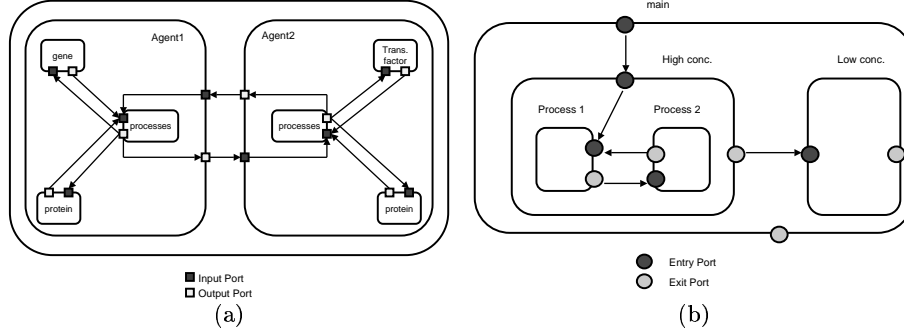 main
Agent1
Agent2
gene
Trans.
factor
processes
processes
protein
protein
Input Port
Output Port
(a)
High conc.
Low conc.
Process 1
Process 2
Entry Port
Exit Port
(b)